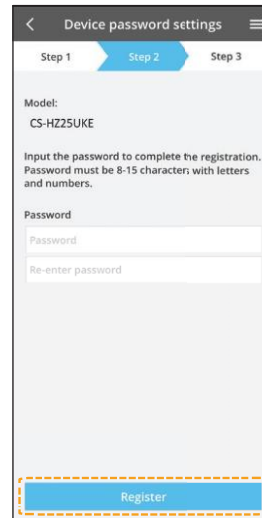 Device password settings
Step 1
Step 2
Step 3
Model:
CS-HZ25UKE
Input the password to complete the registration.
Password must be 8-15 characters with letters
and numbers.
Password
Password
Re-enter password
Register